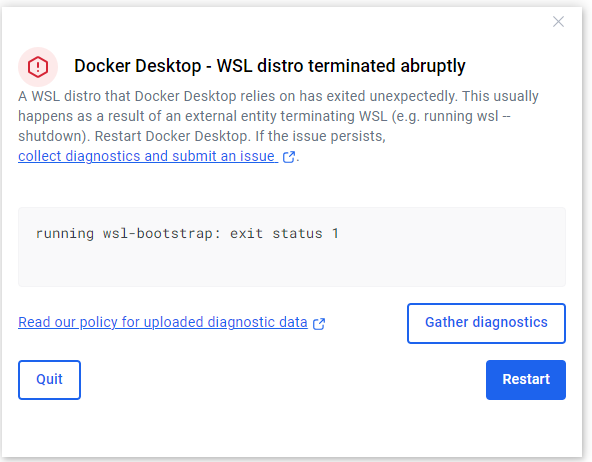 Docker Desktop - WSL distro terminated abruptly
A WSL distro that Docker Desktop relies on has exited unexpectedly. This usually
happens as a result of an external entity terminating WSL (e.g. running wsl --
shutdown). Restart Docker Desktop. If the issue persists,
collect diagnostics and submit an issue .
running wsl-bootstrap: exit status 1
Read our policy for uploaded diagnostic data
Gather diagnostics
Quit
Restart